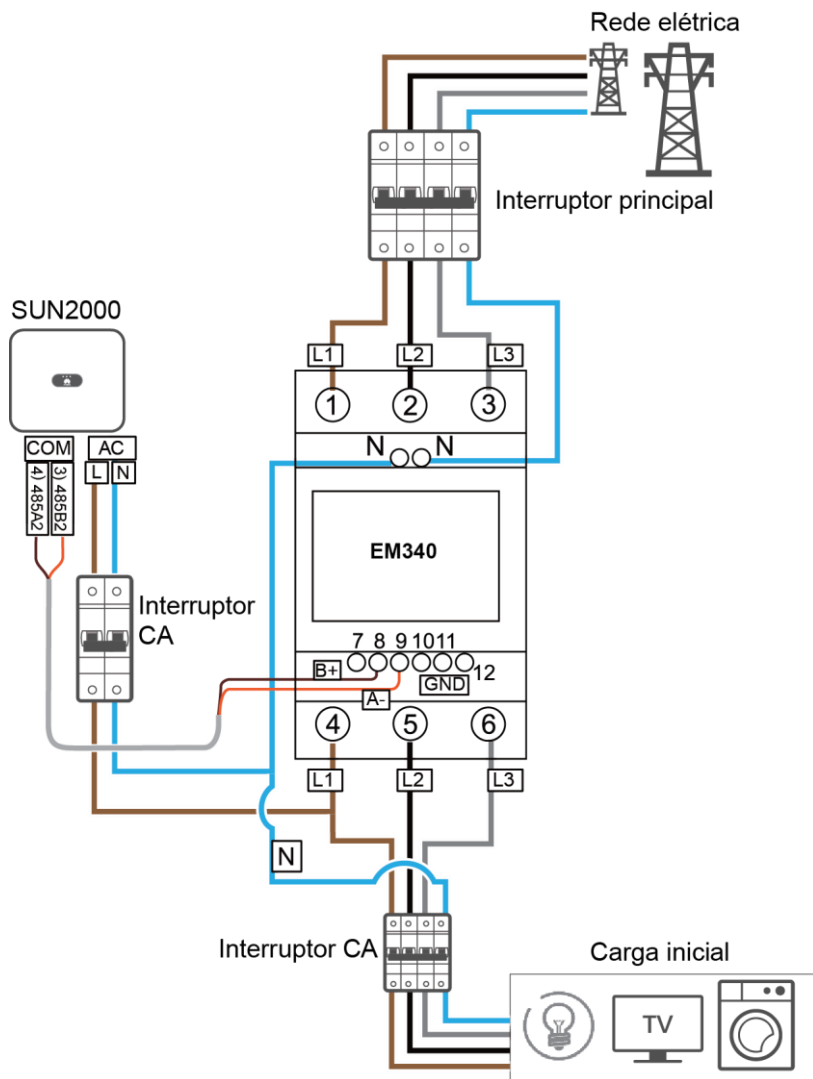 Rede elétrica
Interruptor principal
SUN2000
L1
L2
L3
1
2
3
COM
AC
N
N
L
N
4) 485A2
3) 485B2
EM340
Interruptor
CA
7
8
9
10
11
B+
12
GND
A-
4
5
6
L1
L2
L3
N
Interruptor CA
Carga inicial
TV